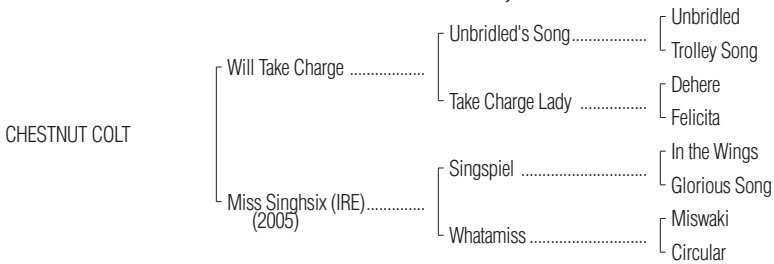 Unbridled
Unbridled's Song...................
Trolley Song
Will Take Charge ..................
Dehere
Take Charge Lady ................
Felicita
CHESTNUT COLT
In the Wings
Singspiel ..............................
Glorious Song
Miss Singhsix (IRE)..............
(2005)
Miswaki
Whatamiss ............................
Circular